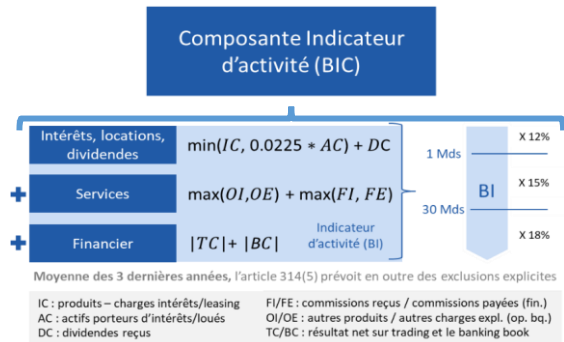 Composante Indicateur
d'activité (BIC)
Intérêts, locations,
dividendes
min(IC, 0.0225 * AC) + DC
+ Services
max(OI,OE) + max(FI, FE)
+ Financier
|TC|+ |BC|
Indicateur
d'activité (BI)
1 Mds
30 Mds
BI
X 12%
X 15%
X 18%
Moyenne des 3 dernières années, l'article 314(5) prévoit en outre des exclusions explicites
IC : produits – charges intérêts/leasing
AC : actifs porteurs d'intérêts/loués
DC : dividendes reçus
FI/FE : commissions reçus / commissions payées (fin.)
OI/OE : autres produits / autres charges expl. (op. bq.)
TC/BC : résultat net sur trading et le banking book